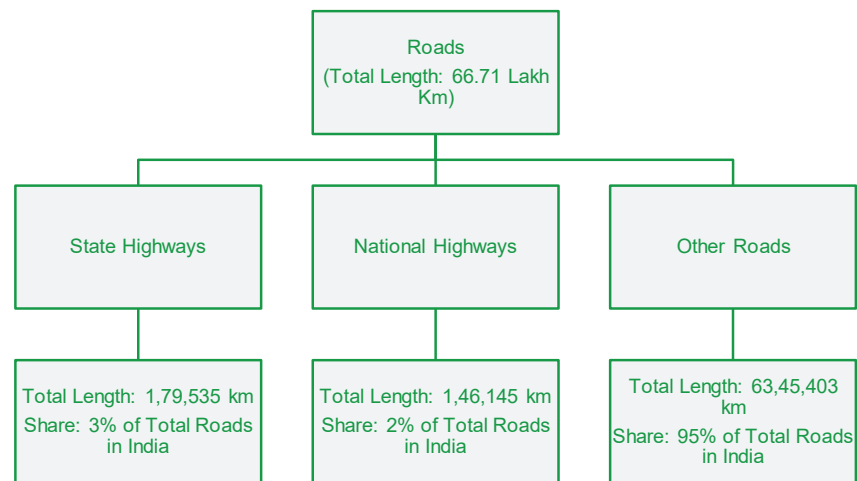 Roads
(Total Length: 66.71 Lakh
Km)
State Highways
National Highways
Other Roads
Total Length: 1,79,535 km
Share: 3% of Total Roads
in India
Total Length: 1,46,145 km
Share: 2% of Total Roads
in India
Total Length: 63,45,403
km
Share: 95% of Total Roads
in India